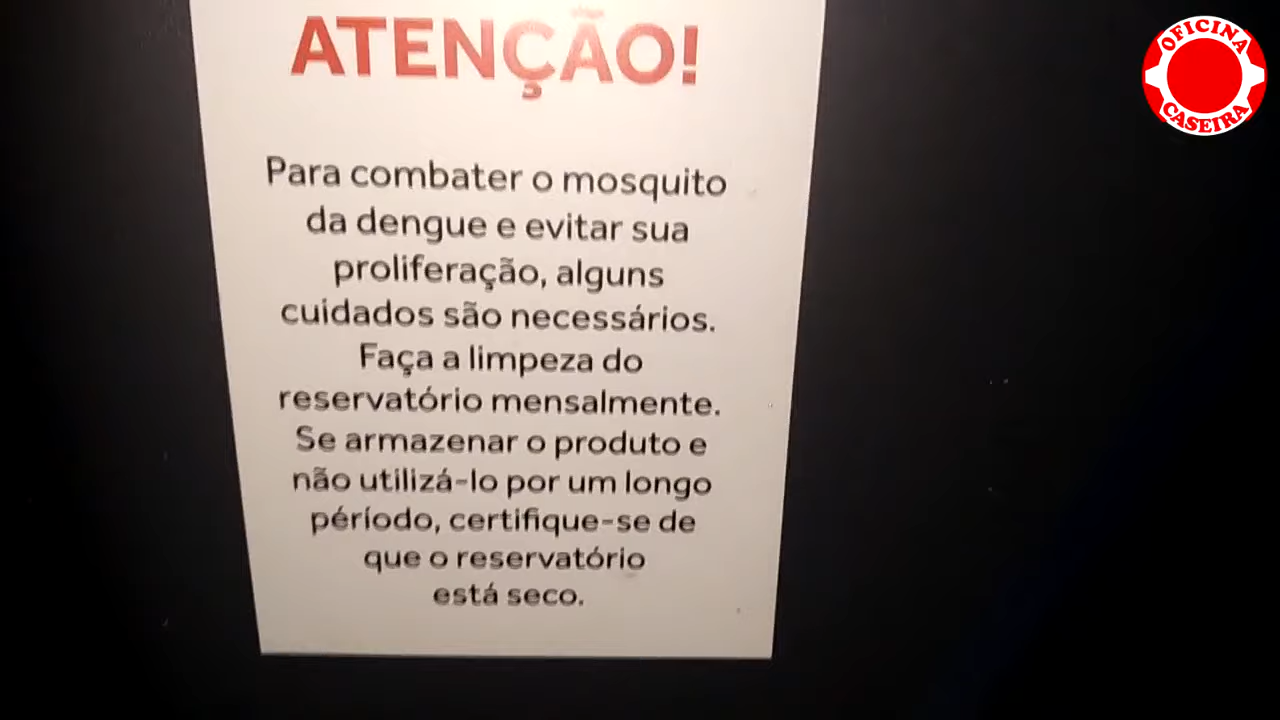 ATENÇÃO!
Para combater o mosquito
da dengue e evitar sua
proliferação, alguns
cuidados são necessários.
Faça a limpeza do
reservatório mensalmente.
Se armazenar o produto e
não utilizá-lo por um longo
período, certifique-se de
que o reservatório
está seco.
OFICINA
CASEIRA